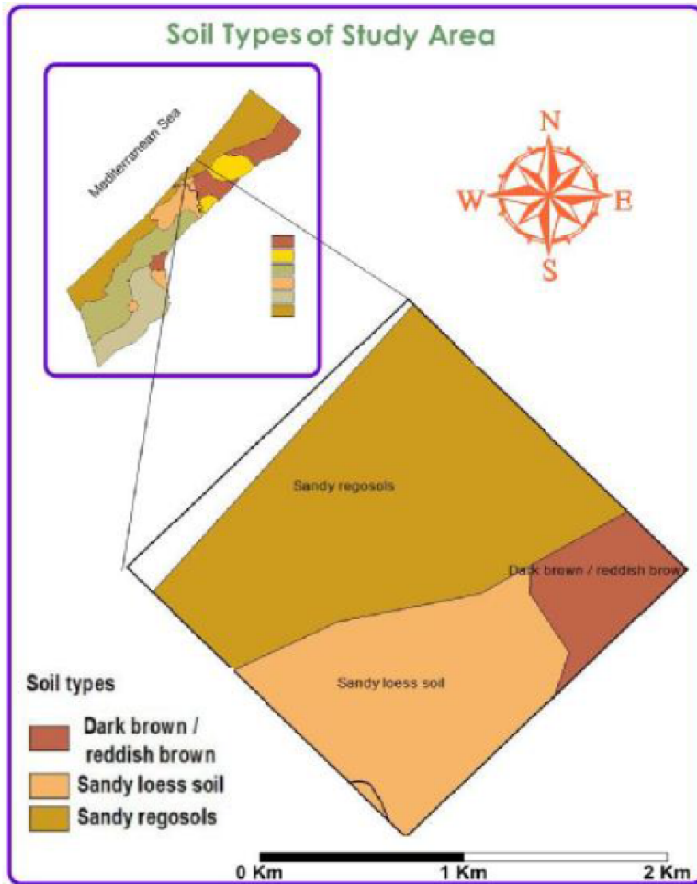 Soil Types of Study Area
Mediterranean Sea
N
W E
S
Sandy regosols
Dark brown / reddish brown
Sandy loess soil
Soil types
Dark brown /
reddish brown
Sandy loess soil
Sandy regosols
0 Km 1 Km 2 Km